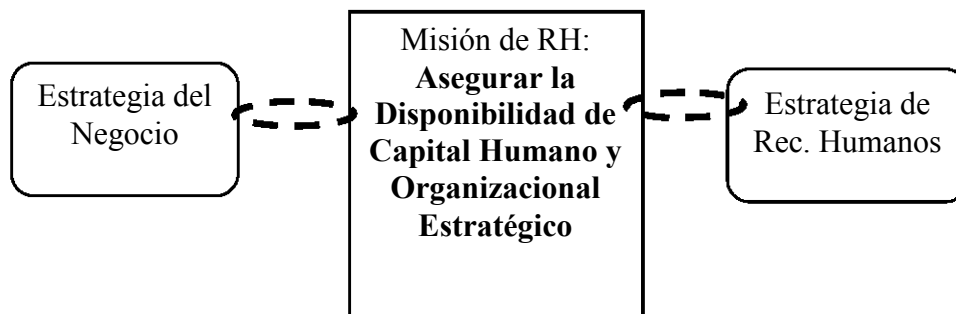 Estrategia del
Negocio
Misión de RH:
Asegurar la
Disponibilidad de
Capital Humano y
Organizacional
Estratégico
Estrategia de
Rec. Humanos